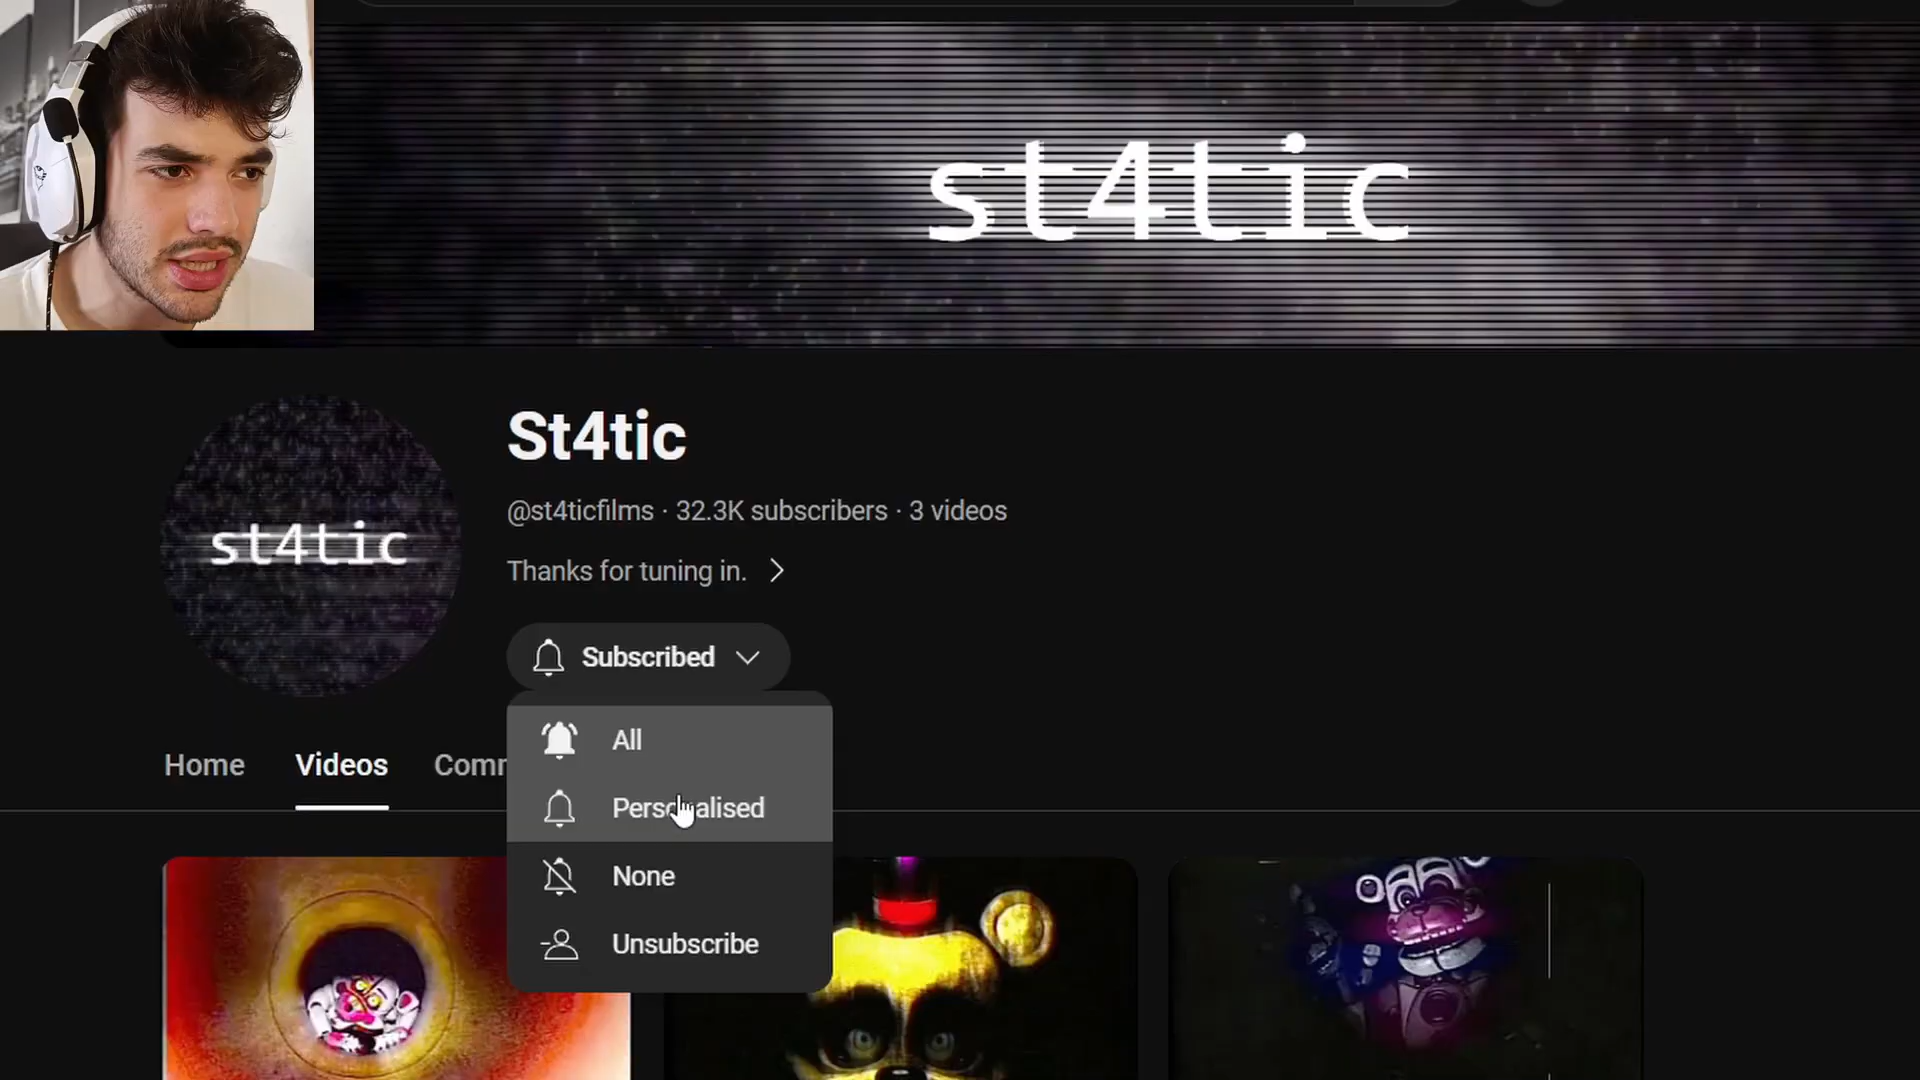 st4tic
St4tic
@st4ticfilms · 32.3K subscribers · 3 videos
st4tic
Thanks for tuning in.
Subscribed
All
Home Videos
None
Unsubscribe